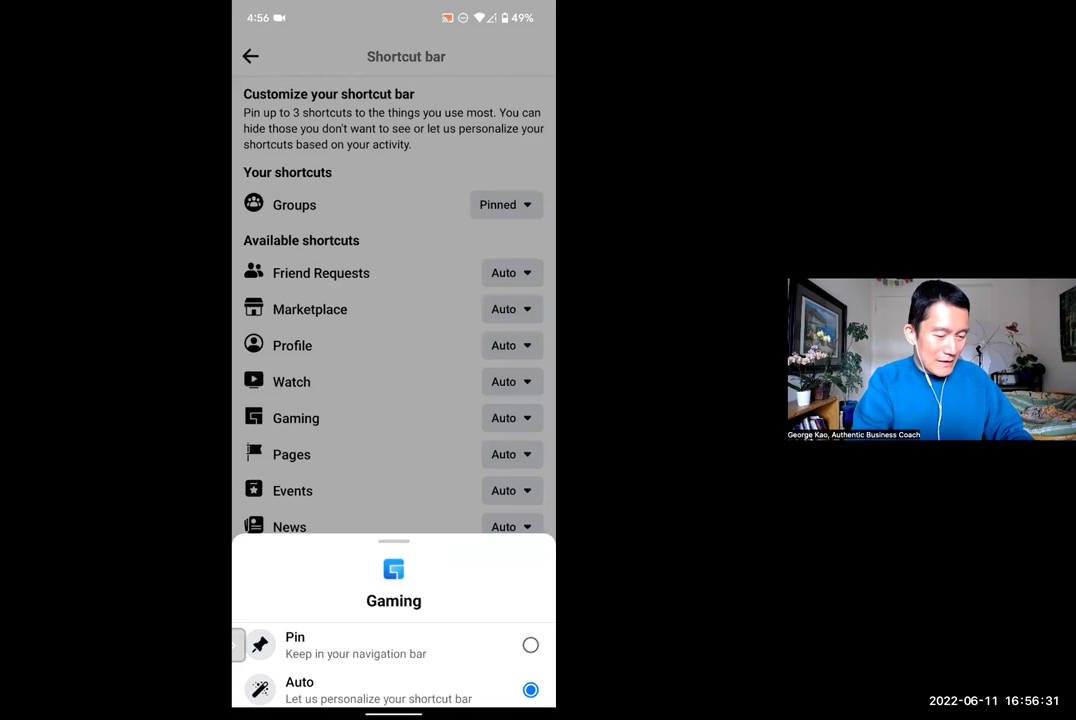 4:56
49%
Shortcut bar
Customize your shortcut bar
Pin up to 3 shortcuts to the things you use most. You can
hide those you don't want to see or let us personalize your
shortcuts based on your activity.
Your shortcuts
Groups
Pinned
Available shortcuts
Friend Requests
Auto
Marketplace
Auto
Profile
Auto
Watch
Auto
Gaming
Auto
Pages
Auto
Events
Auto
News
Auto
Gaming
Pin
Keep in your navigation bar
Auto
Let us personalize your shortcut bar
George Kao, Authentic Business Coach
2022-06-11 16:56:31